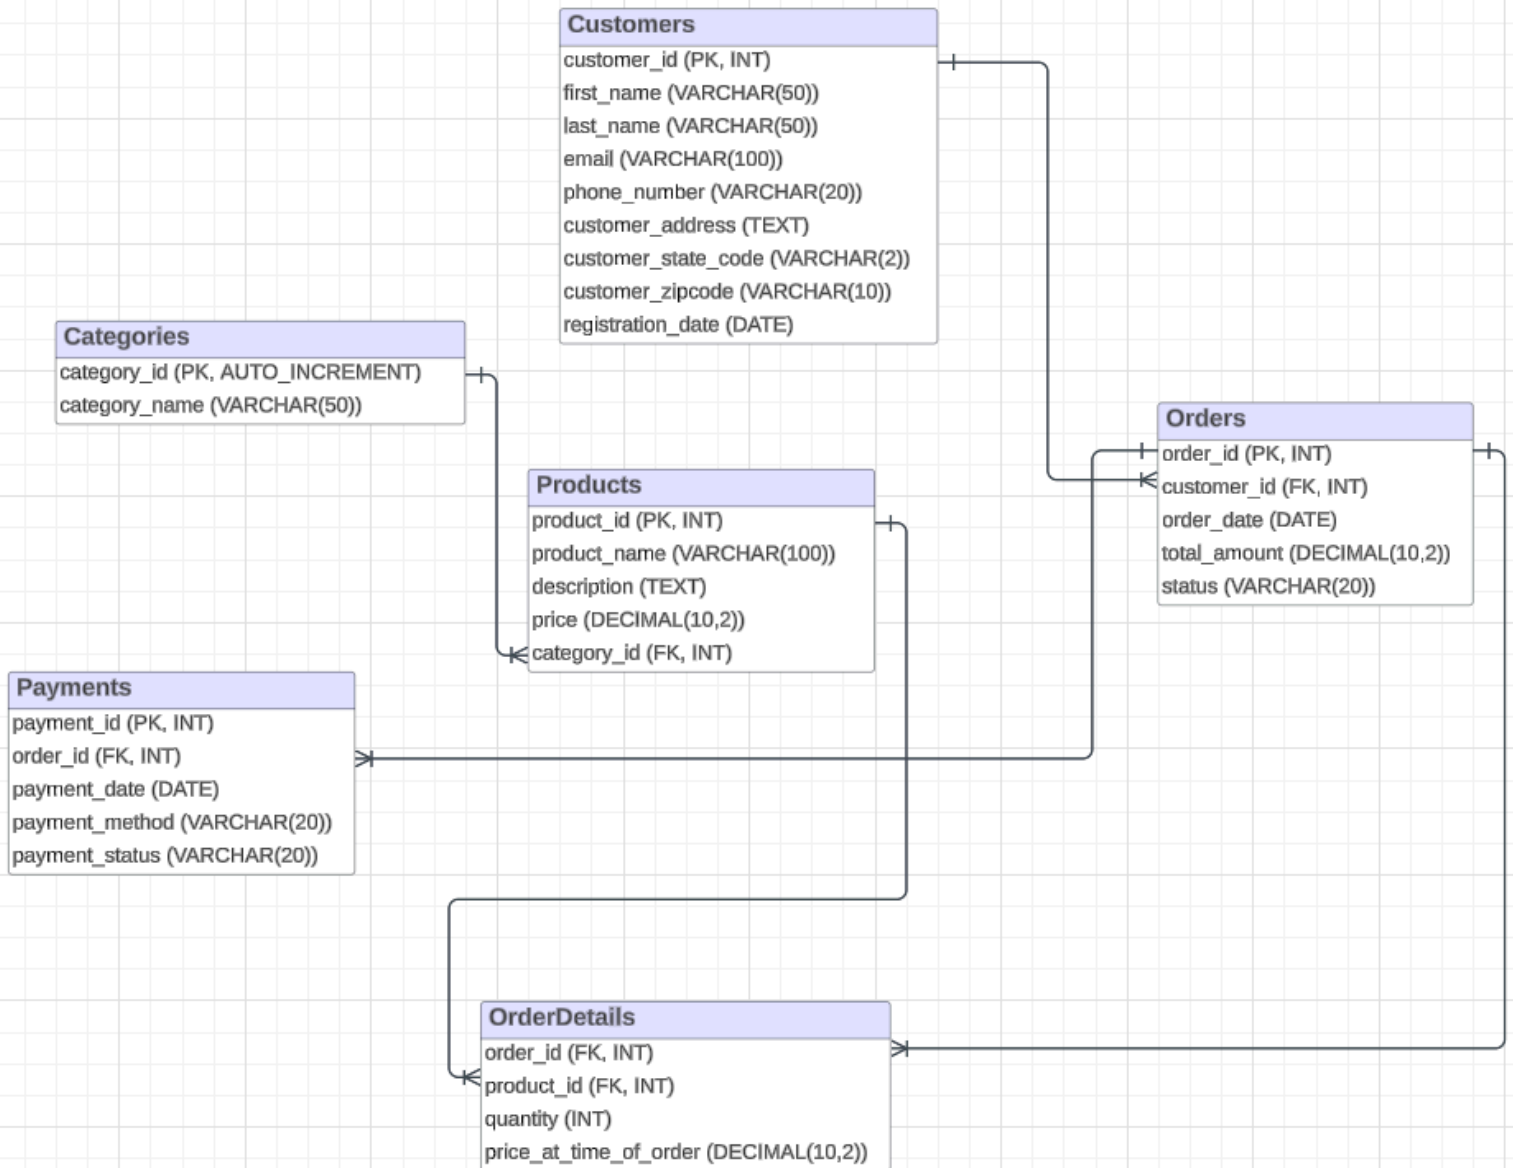 Customers
customer_id (PK, INT)
first_name (VARCHAR(50))
last_name (VARCHAR(50))
email (VARCHAR(100))
phone_number (VARCHAR(20))
customer_address (TEXT)
customer_state_code (VARCHAR(2))
customer_zipcode (VARCHAR(10))
registration_date (DATE)
Categories
category_id (PK, AUTO_INCREMENT)
category_name (VARCHAR(50))
Orders
order_id (PK, INT)
customer_id (FK, INT)
order_date (DATE)
total_amount (DECIMAL(10,2))
status (VARCHAR(20))
Products
product_id (PK, INT)
product_name (VARCHAR(100))
description (TEXT)
price (DECIMAL(10,2))
category_id (FK, INT)
Payments
payment_id (PK, INT)
order_id (FK, INT)
payment_date (DATE)
payment_method (VARCHAR(20))
payment_status (VARCHAR(20))
OrderDetails
order_id (FK, INT)
product_id (FK, INT)
quantity (INT)
price_at_time_of_order (DECIMAL(10,2))